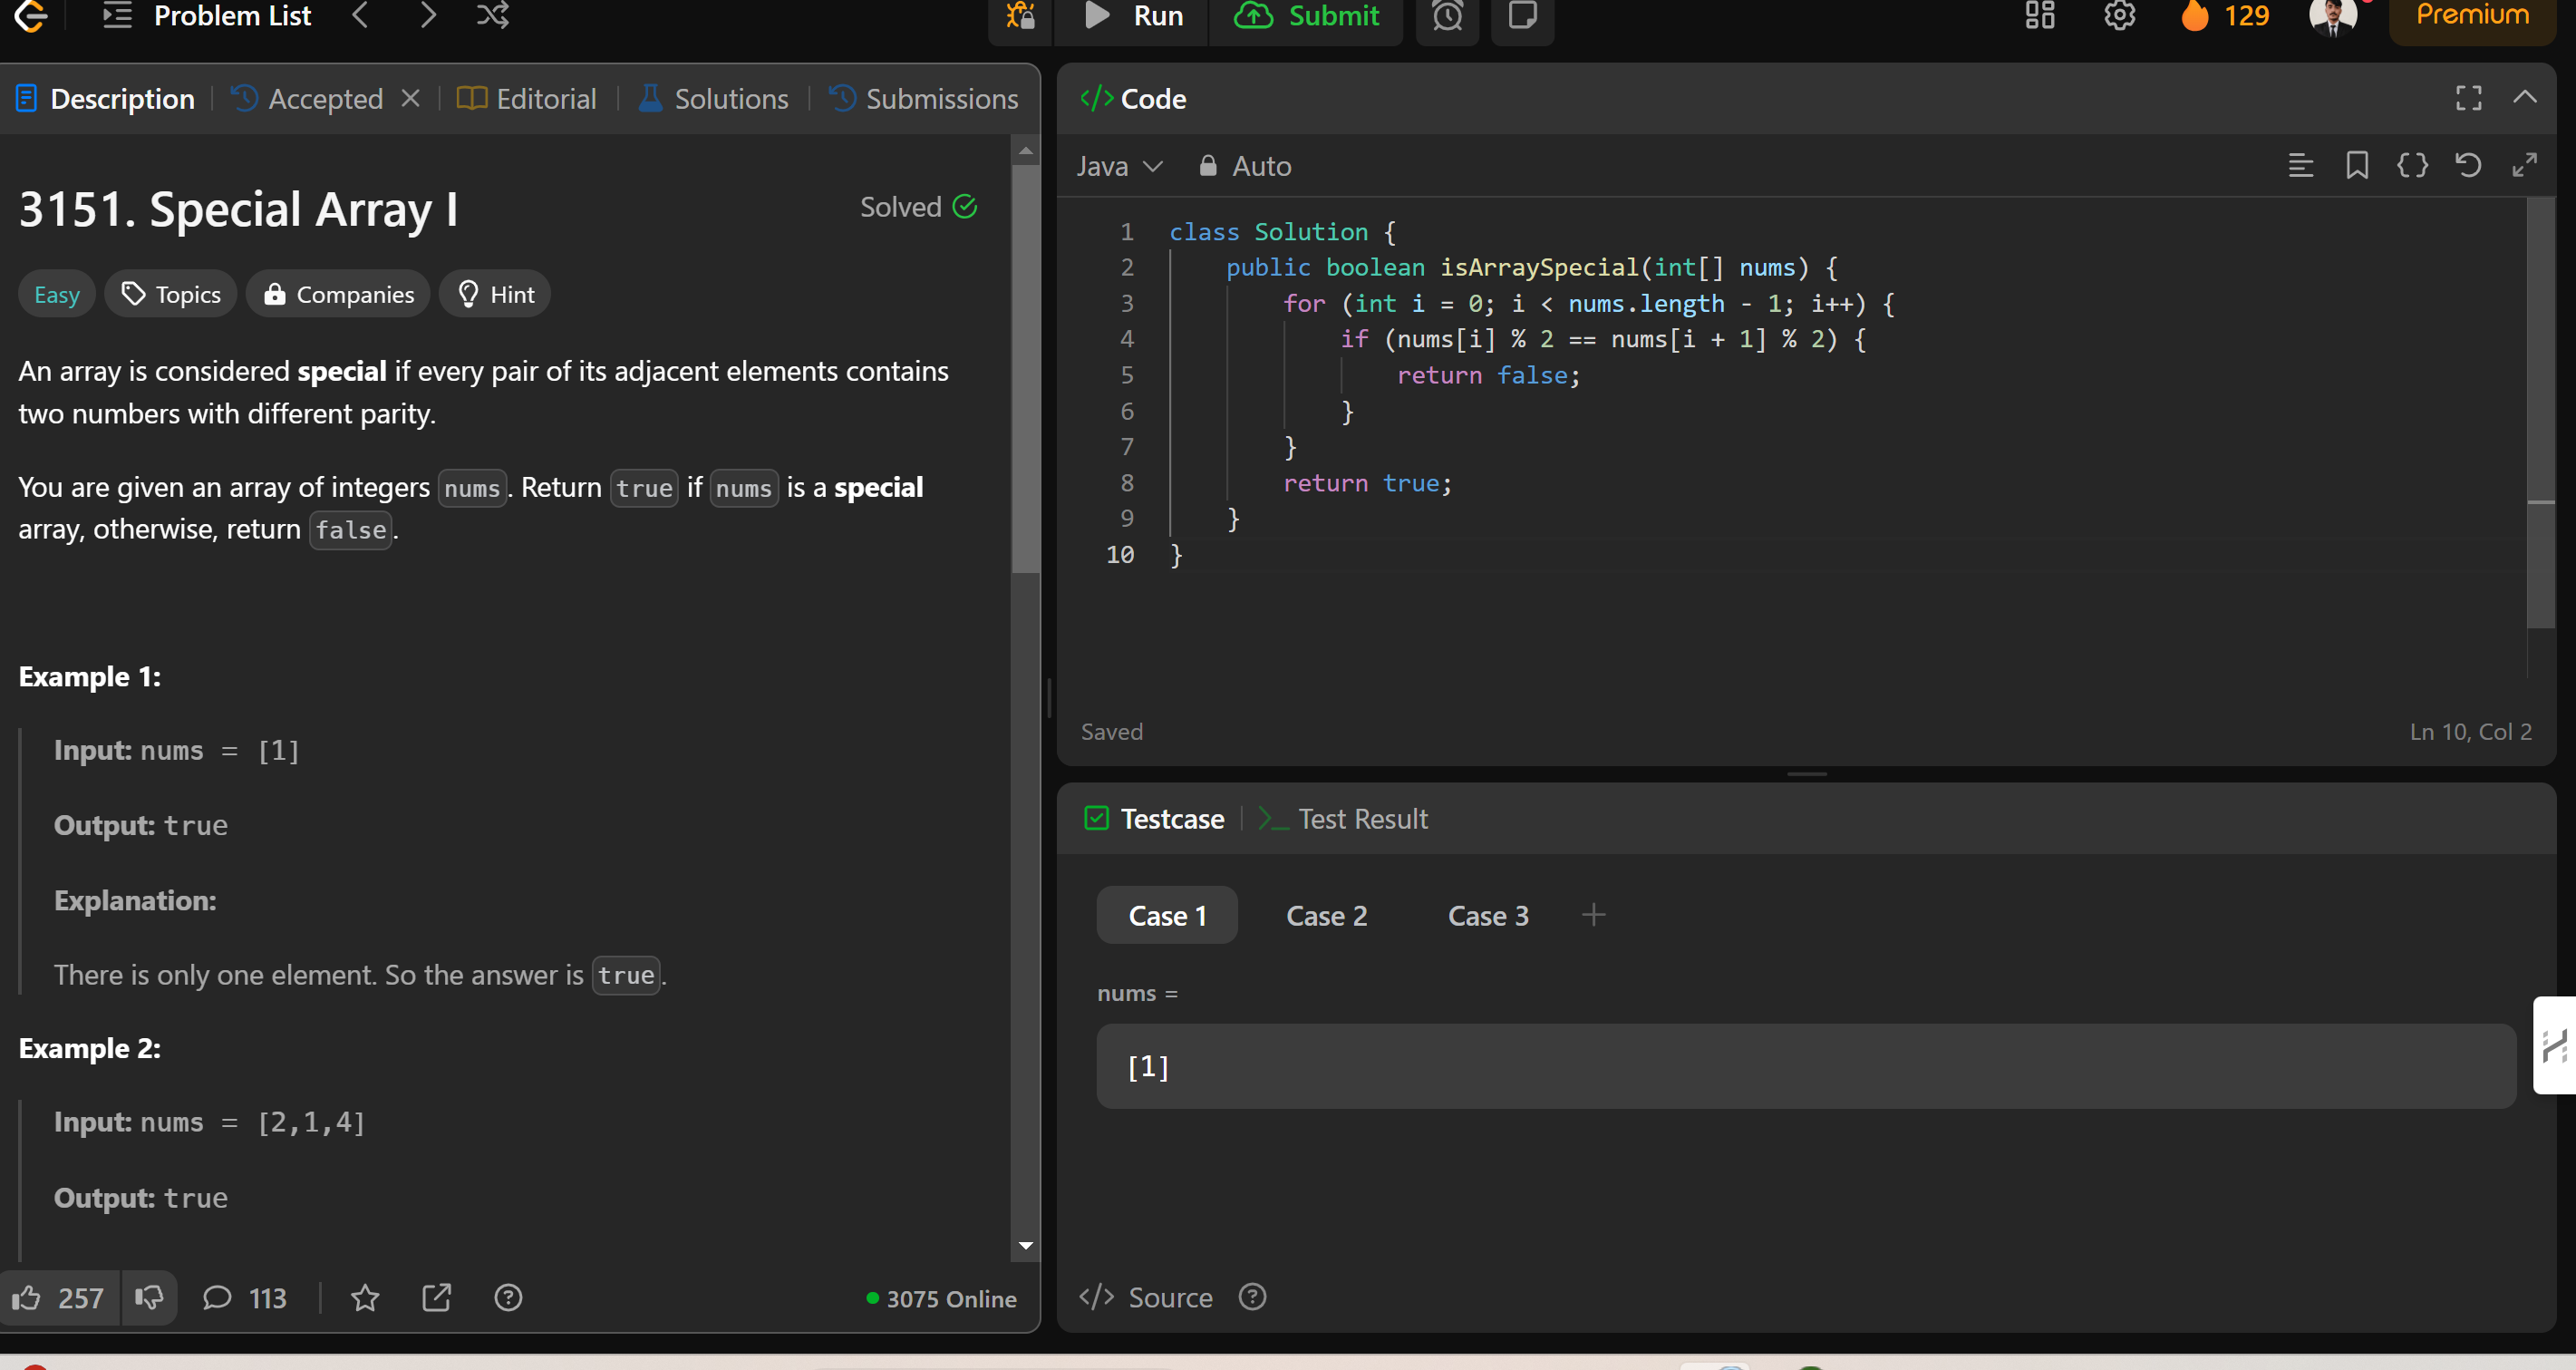 Problem List
Run
Submit
129
Premium
Description
Accepted
Editorial
Solutions
Submissions
3151. Special Array I
Solved
Easy
Topics
Companies
Hint
An array is considered special if every pair of its adjacent elements contains
two numbers with different parity.
You are given an array of integers nums. Return true if nums is a special
array, otherwise, return false.
Example 1:
Input: nums = [1]
Output: true
Explanation:
There is only one element. So the answer is true.
Example 2:
Input: nums = [2,1,4]
Output: true
257
113
3075 Online
</> Code
Java
Auto
1 class Solution {
2 public boolean isArraySpecial(int[] nums) {
3 for (int i = 0; i < nums.length - 1; i++) {
4 if (nums[i] % 2 == nums[i + 1] % 2) {
5 return false;
6 }
7 }
8 return true;
9 }
10 }
Saved
Ln 10, Col 2
Testcase
Test Result
Case 1
Case 2
Case 3
nums =
[1]
</> Source